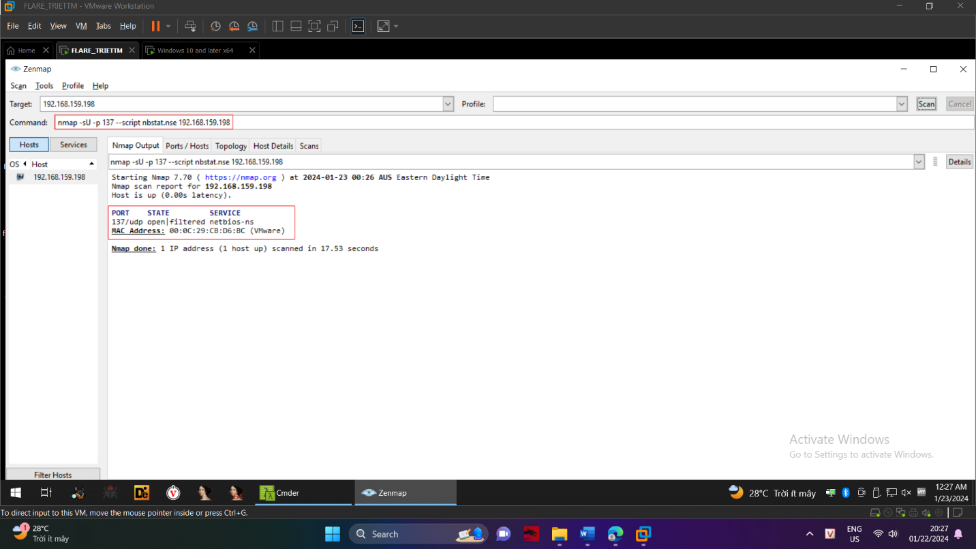 FLARE_TRIETTM - VMware Workstation
File Edit View VM Tabs Help
Home FLARE_TRIETTM Windows 10 and later x64
Zenmap
Scan Tools Profile Help
Target: 192.168.159.198 Profile: Scan Cancel
Command: nmap -sU -p 137 --script nbstat.nse 192.168.159.198
Hosts Services Nmap Output Ports / Hosts Topology Host Details Scans
OS Host nmap -sU -p 137 --script nbstat.nse 192.168.159.198 Details
192.168.159.198
Starting Nmap 7.70 ( https://nmap.org ) at 2024-01-23 00:26 AUS Eastern Daylight Time
Nmap scan report for 192.168.159.198
Host is up (0.00s latency).
PORT STATE SERVICE
137/udp open|filtered netbios-ns
MAC Address: 00:0C:29:CB:D6:BC (VMware)
Nmap done: 1 IP address (1 host up) scanned in 17.53 seconds
Activate Windows
Go to Settings to activate Windows.
Filter Hosts
Cmder Zenmap 28°C Trời ít mây 12:27 AM
1/23/2024
To direct input to this VM, move the mouse pointer inside or press Ctrl+G.
1 28°C
Trời ít mây
Search
ENG
US
20:27
01/22/2024